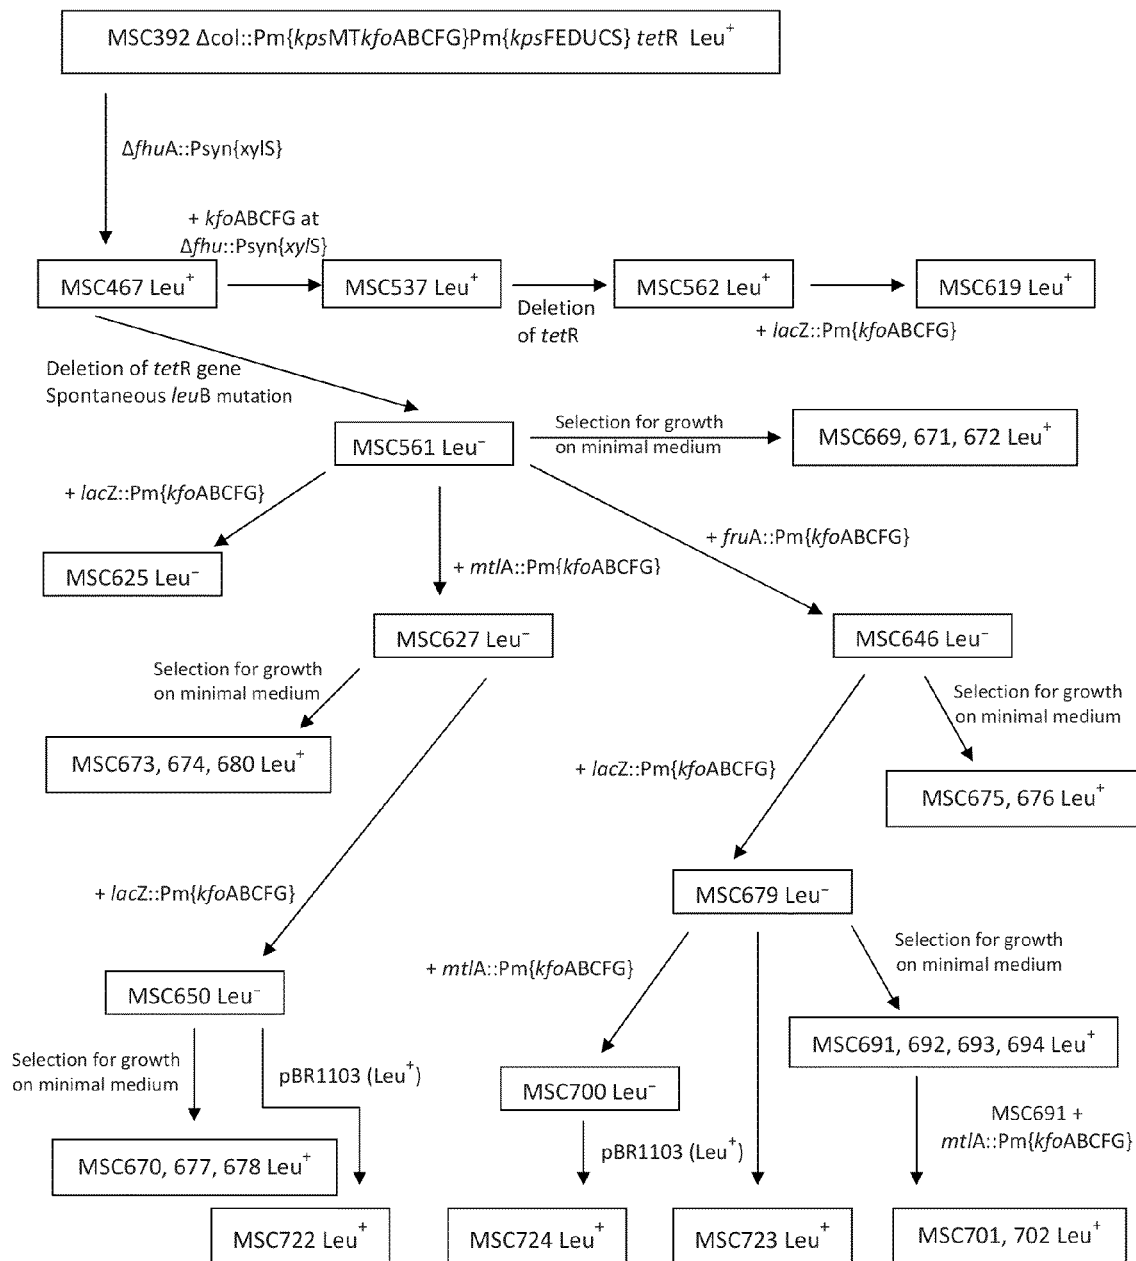 MSC392 Δcol::Pm{kpsMTkfoABCFG}Pm{kpsFEDUCS} tetR Leu⁺
ΔfhuA::Psyn{xylS}
+ kfoABCFG at
Δfhu::Psyn{xylS}
MSC467 Leu⁺
MSC537 Leu⁺
MSC562 Leu⁺
MSC619 Leu⁺
Deletion
of tetR
+ lacZ::Pm{kfoABCFG}
Deletion of tetR gene
Spontaneous leuB mutation
MSC561 Leu⁻
Selection for growth
on minimal medium
MSC669, 671, 672 Leu⁺
+ lacZ::Pm{kfoABCFG}
+ mtlA::Pm{kfoABCFG}
+ fruA::Pm{kfoABCFG}
MSC625 Leu⁻
MSC627 Leu⁻
MSC646 Leu⁻
Selection for growth
on minimal medium
Selection for growth
on minimal medium
MSC673, 674, 680 Leu⁺
+ lacZ::Pm{kfoABCFG}
MSC675, 676 Leu⁺
+ lacZ::Pm{kfoABCFG}
MSC679 Leu⁻
+ mtlA::Pm{kfoABCFG}
Selection for growth
on minimal medium
MSC650 Leu⁻
MSC691, 692, 693, 694 Leu⁺
Selection for growth
on minimal medium
pBR1103 (Leu⁺)
MSC700 Leu⁻
MSC691 +
mtlA::Pm{kfoABCFG}
pBR1103 (Leu⁺)
MSC670, 677, 678 Leu⁺
MSC722 Leu⁺
MSC724 Leu⁺
MSC723 Leu⁺
MSC701, 702 Leu⁺